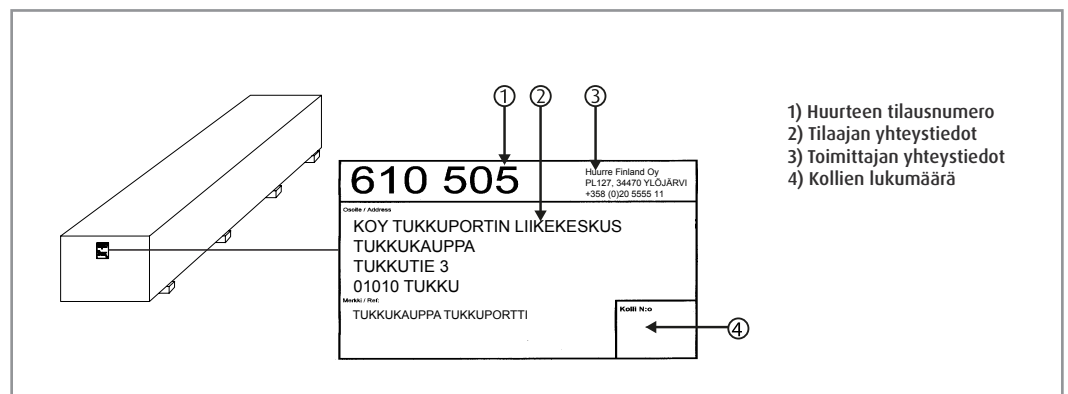 1
2
3
1) Huurteen tilausnumero
2) Tilaajan yhteystiedot
3) Toimittajan yhteystiedot
4) Kollien lukumäärä
610 505
Huurre Finland Oy
PL127, 34470 YLÖJÄRVI
+358 (0)20 5555 11
Osoite / Address
KOY TUKKUPORTIN LIIKEKESKUS
TUKKUKAUPPA
TUKKUTIE 3
01010 TUKKU
Merkki / Ref:
TUKKUKAUPPA TUKKUPORTTI
Kolli N:o
4